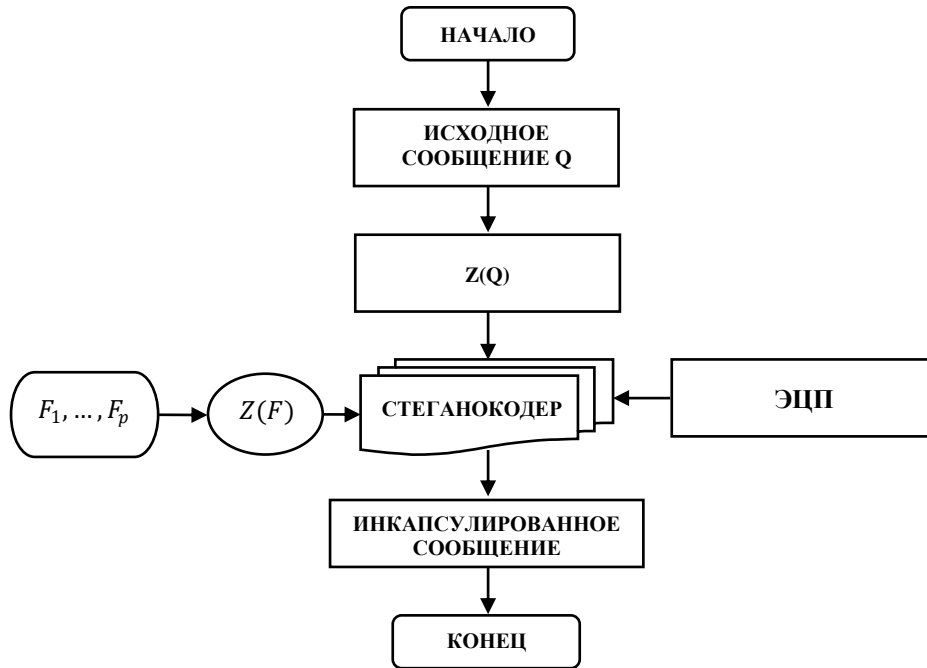 НАЧАЛО
ИСХОДНОЕ
СООБЩЕНИЕ Q
Z(Q)
F₁, … , Fₚ
Z(F)
СТЕГАНОКОДЕР
ЭЦП
ИНКАПСУЛИРОВАННОЕ
СООБЩЕНИЕ
КОНЕЦ